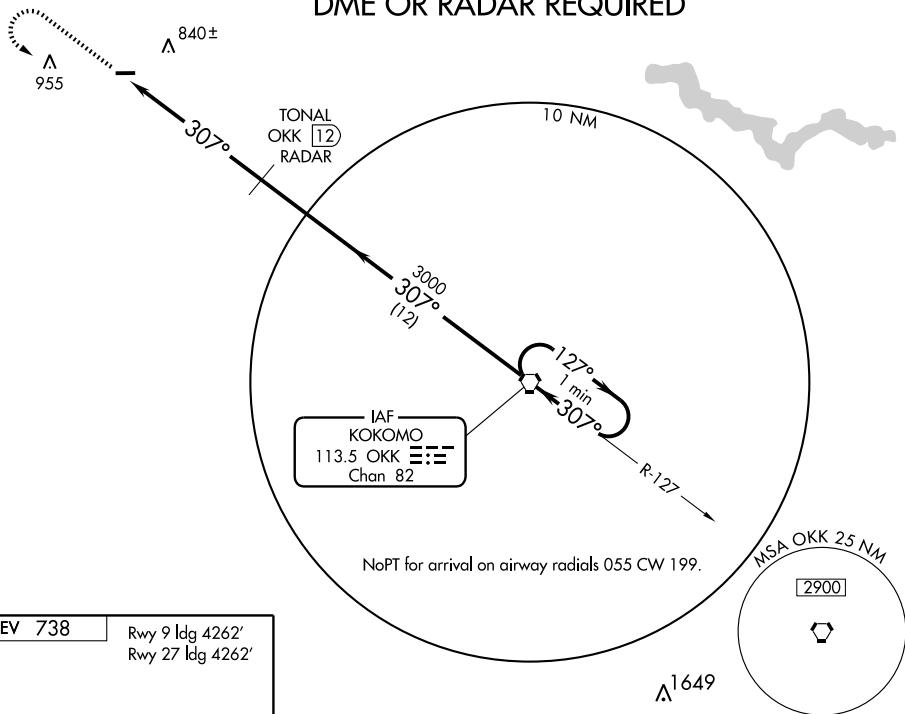 DME OR RADAR REQUIRED
840±
955
TONAL
OKK 12
RADAR
10 NM
307°
3000
307°
(12)
127°
1 min
307°
R-127
IAF
KOKOMO
113.5 OKK
Chan 82
NoPT for arrival on airway radials 055 CW 199.
MSA OKK 25 NM
2900
1649
EV 738
Rwy 9 ldg 4262'
Rwy 27 ldg 4262'